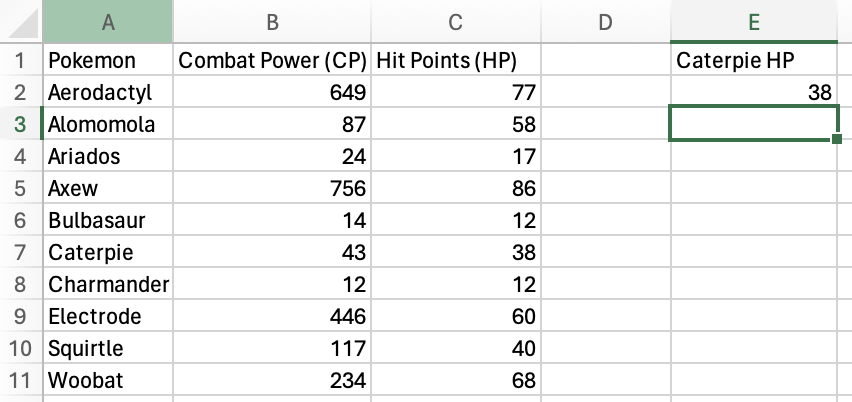 A B C D E
1 Pokemon Combat Power (CP) Hit Points (HP) Caterpie HP
2 Aerodactyl 649 77 38
3 Alomomola 87 58
4 Ariados 24 17
5 Axew 756 86
6 Bulbasaur 14 12
7 Caterpie 43 38
8 Charmander 12 12
9 Electrode 446 60
10 Squirtle 117 40
11 Woobat 234 68